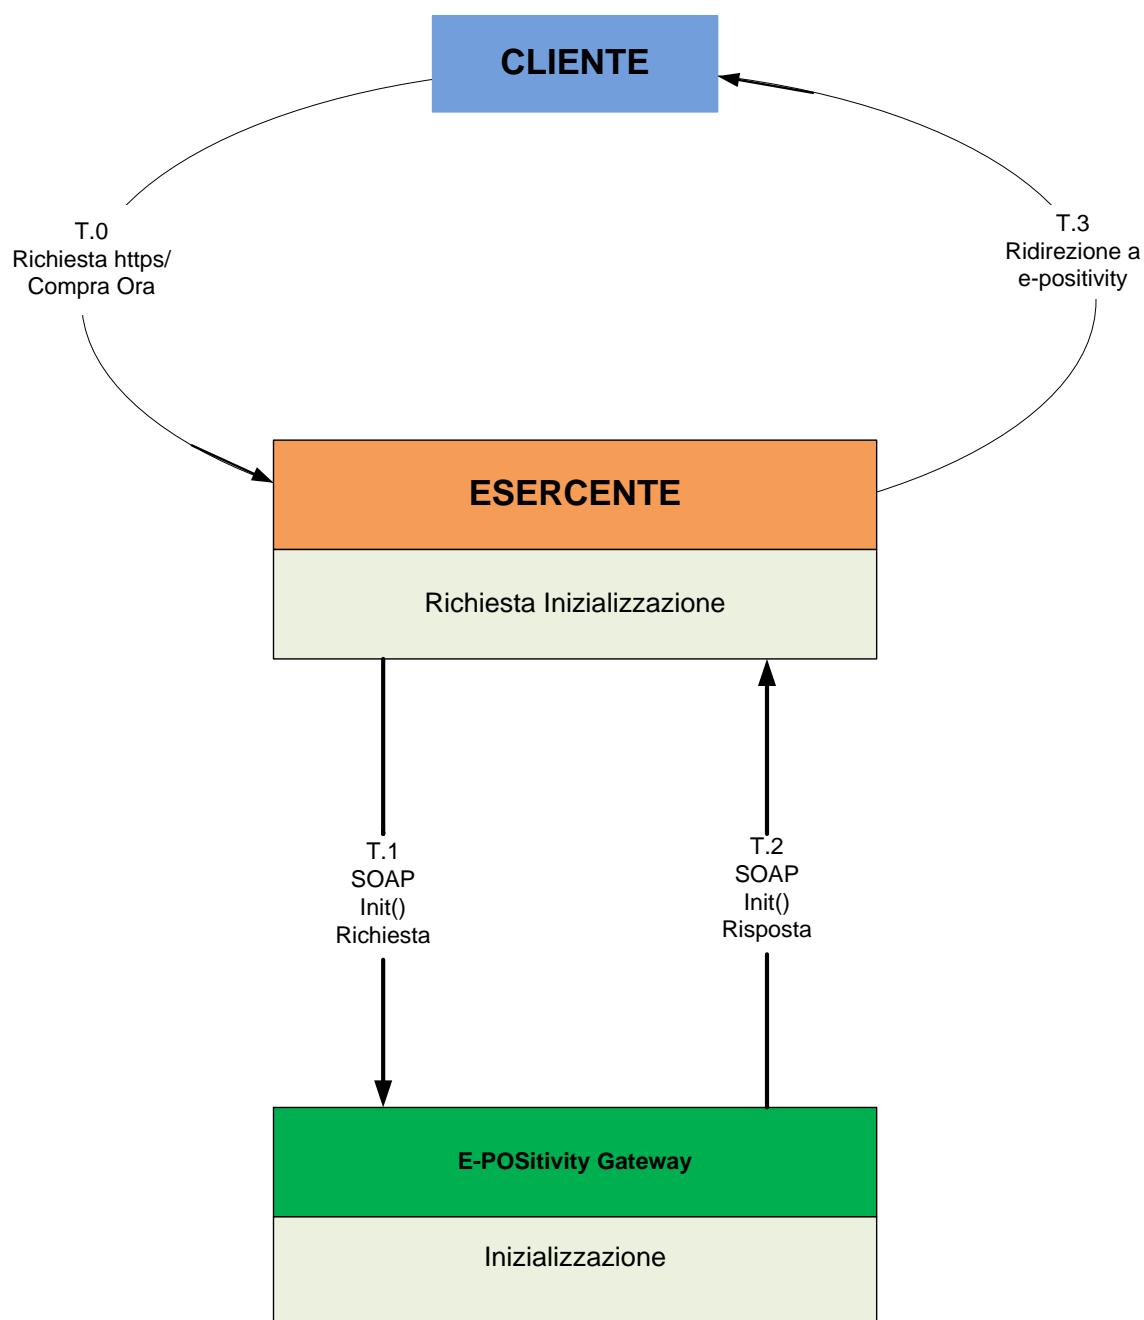 CLIENTE
T.0
Richiesta https/
Compra Ora
T.3
Ridirezione a
e-positivity
ESERCENTE
Richiesta Inizializzazione
T.1
SOAP
Init()
Richiesta
T.2
SOAP
Init()
Risposta
E-POSitivity Gateway
Inizializzazione